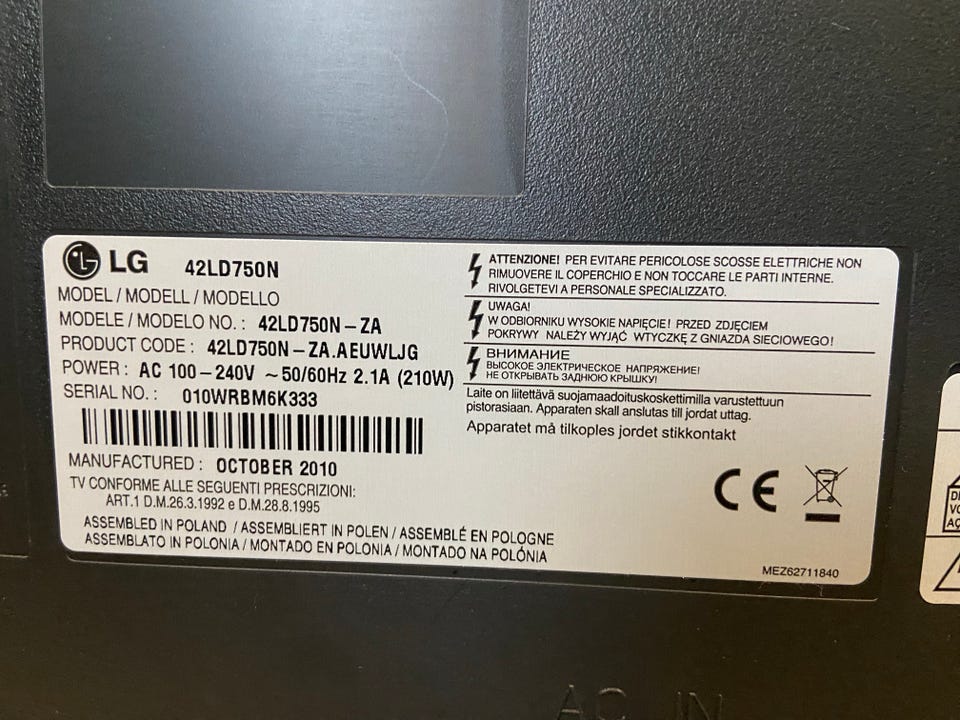 LG 42LD750N
MODEL / MODELL / MODELLO
MODELE / MODELO NO. : 42LD750N-ZA
PRODUCT CODE : 42LD750N-ZA.AEUWLJG
POWER : AC 100-240V ~50/60Hz 2.1A (210W)
SERIAL NO. : 010WRBM6K333
MANUFACTURED : OCTOBER 2010
TV CONFORME ALLE SEGUENTI PRESCRIZIONI:
ART.1 D.M.26.3.1992 e D.M.28.8.1995
ASSEMBLED IN POLAND / ASSEMBLIERT IN POLEN / ASSEMBLÉ EN POLOGNE
ASSEMBLATO IN POLONIA / MONTADO EN POLONIA / MONTADO NA POLÓNIA
ATTENZIONE! PER EVITARE PERICOLOSE SCOSSE ELETTRICHE NON
RIMUOVERE IL COPERCHIO E NON TOCCARE LE PARTI INTERNE.
RIVOLGETEVI A PERSONALE SPECIALIZZATO.
UWAGA!
W ODBIORNIKU WYSOKIE NAPIĘCIE! PRZED ZDJĘCIEM
POKRYWY NALEŻY WYJĄĆ WTYCZKĘ Z GNIAZDA SIECIOWEGO!
ВНИМАНИЕ
ВЫСОКОЕ ЭЛЕКТРИЧЕСКОЕ НАПРЯЖЕНИЕ!
НЕ ОТКРЫВАТЬ ЗАДНЮЮ КРЫШКУ!
Laite on liitettävä suojamaadoituskoskettimilla varustettuun
pistorasiaan. Apparaten skall anslutas till jordat uttag.
Apparatet må tilkoples jordet stikkontakt
CE
MEZ62711840
AC IN